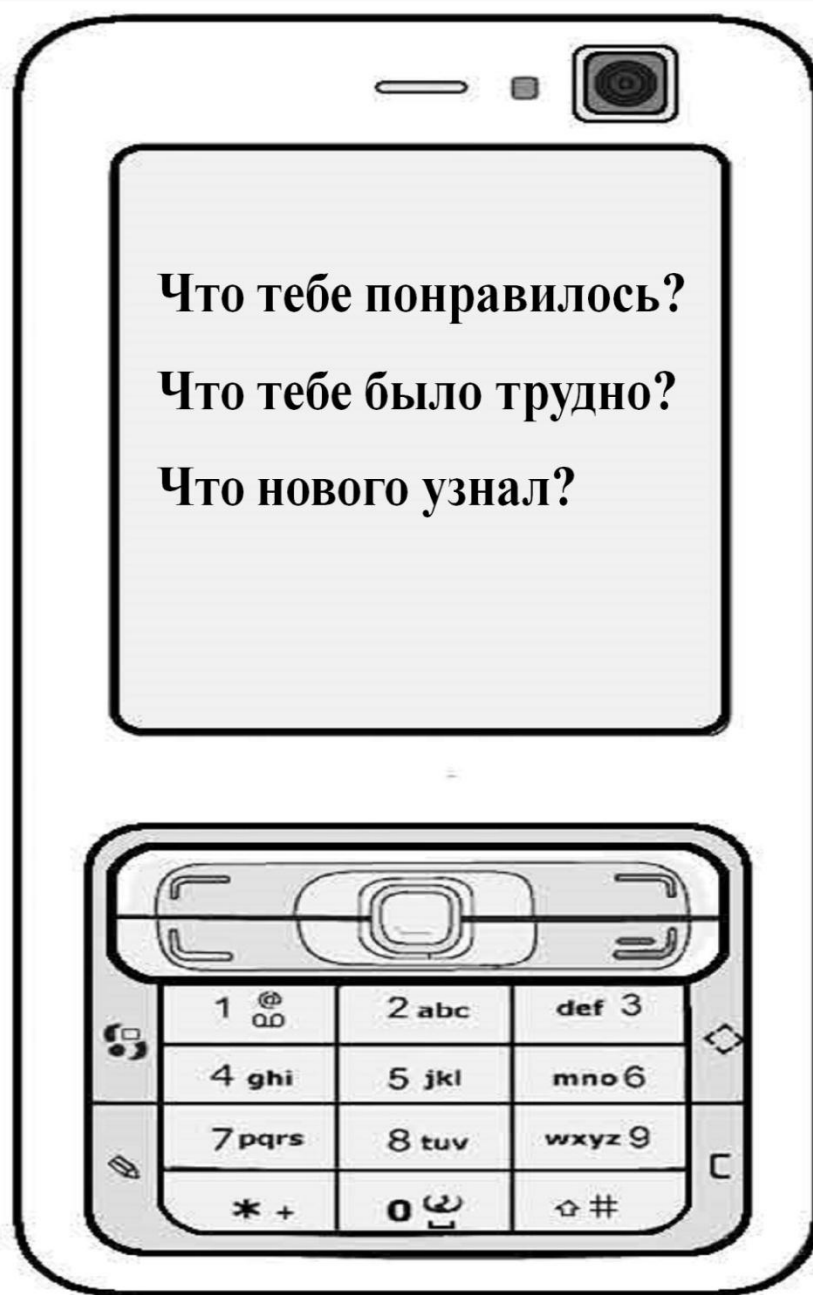 Что тебе понравилось?
Что тебе было трудно?
Что нового узнал?
1 @
2 abc
def 3
4 ghi
5 jkl
mno 6
7 pqrs
8 tuv
wxyz 9
* +
0
#
C